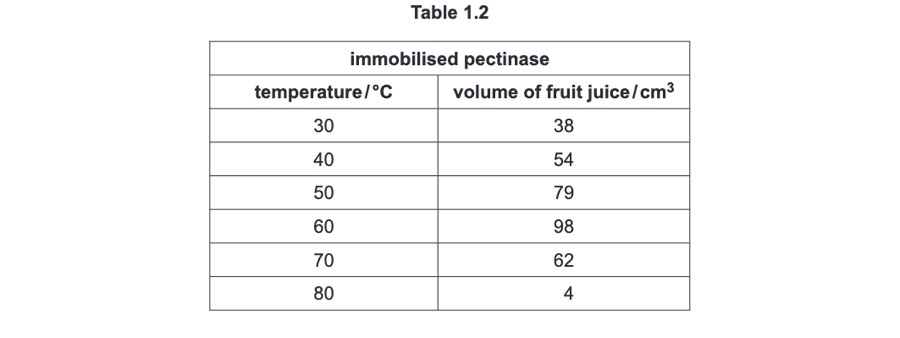 Table 1.2
immobilised pectinase
temperature/°C volume of fruit juice/cm³
30 38
40 54
50 79
60 98
70 62
80 4